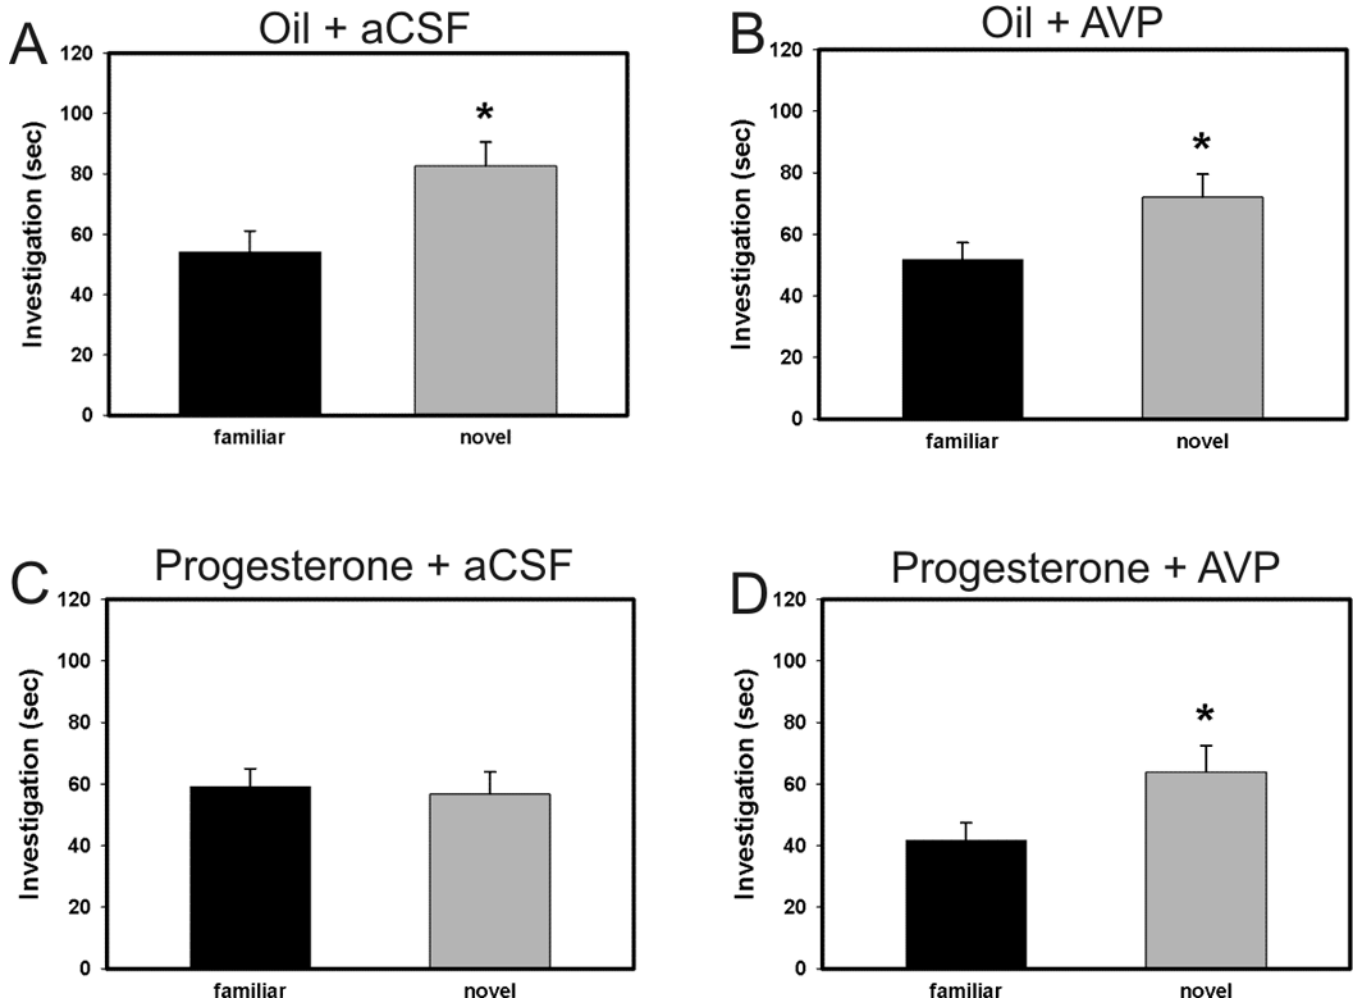 A
Oil + aCSF
120
100
80
60
40
20
0
Investigation (sec)
*
familiar
novel
B
Oil + AVP
120
100
80
60
40
20
0
Investigation (sec)
*
familiar
novel
C
Progesterone + aCSF
120
100
80
60
40
20
0
Investigation (sec)
familiar
novel
D
Progesterone + AVP
120
100
80
60
40
20
0
Investigation (sec)
*
familiar
novel